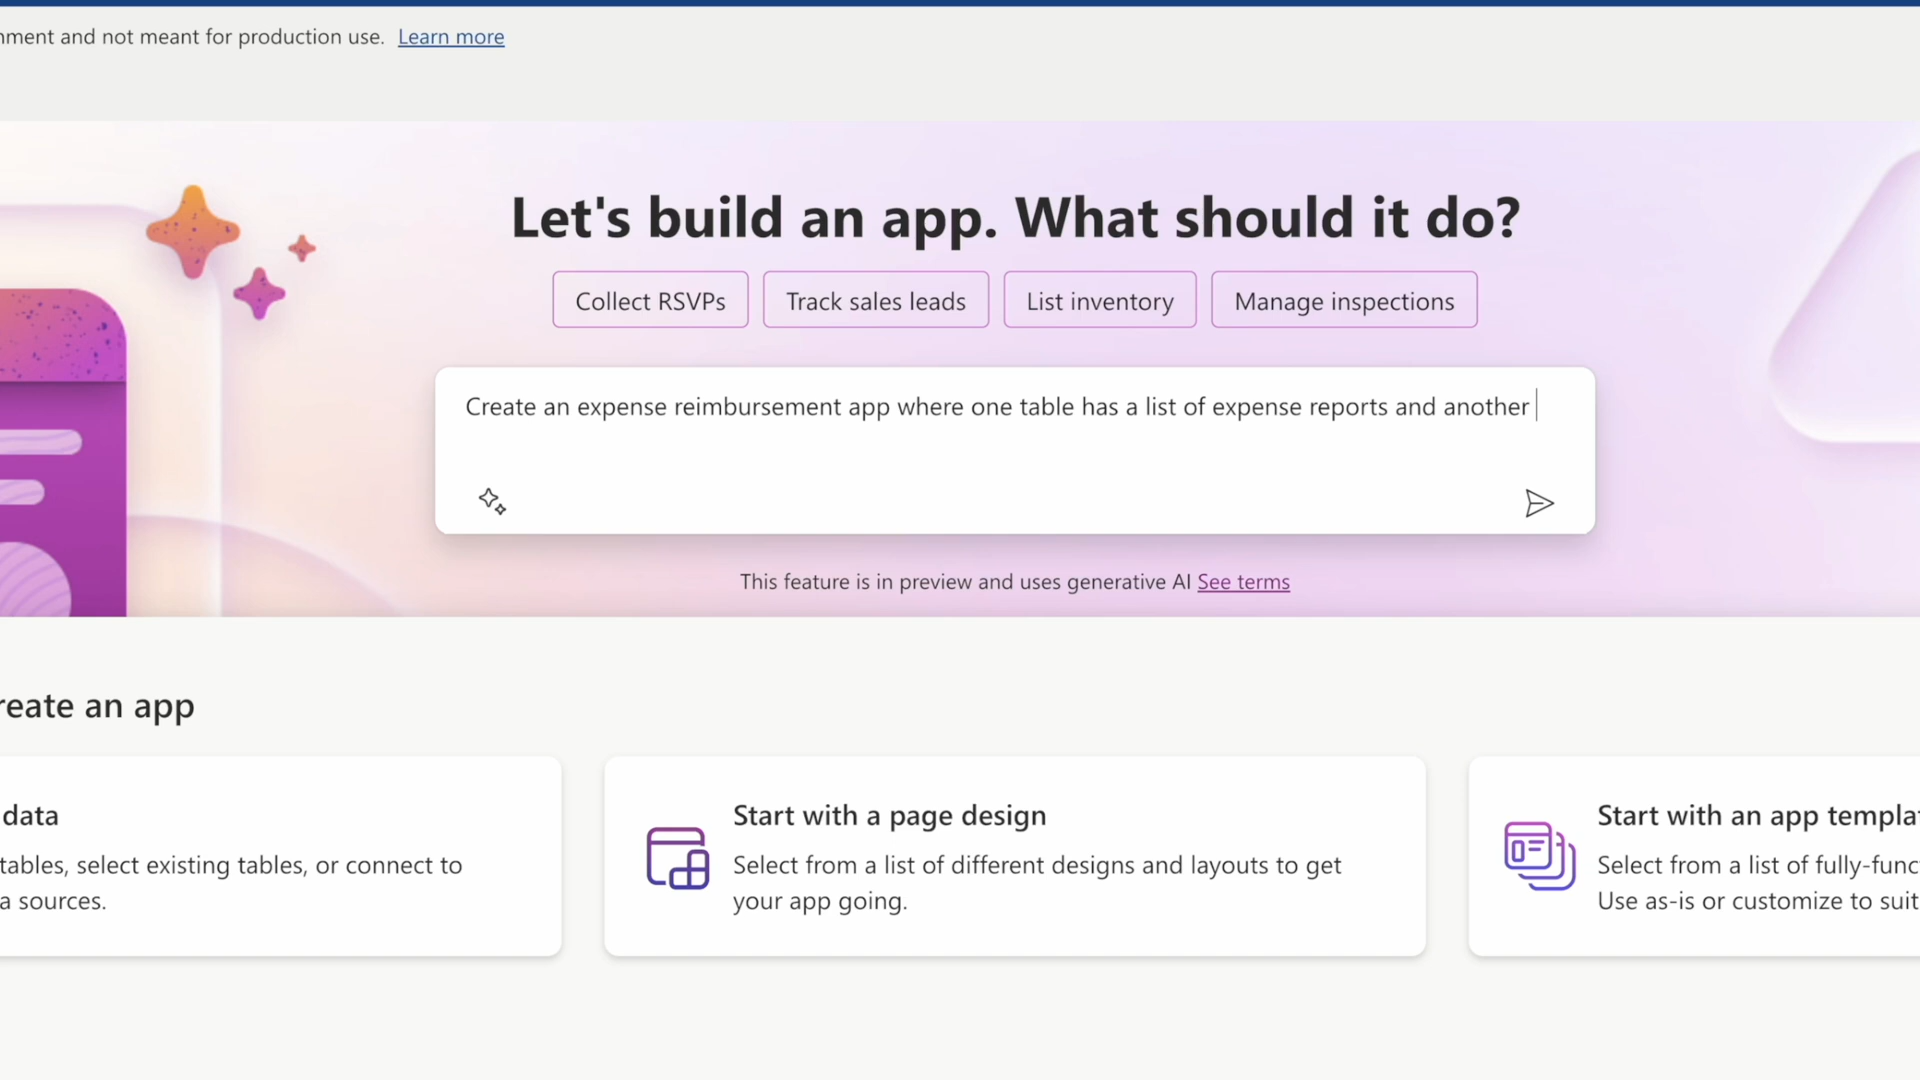 nment and not meant for production use. Learn more
Let's build an app. What should it do?
Collect RSVPs
Track sales leads
List inventory
Manage inspections
Create an expense reimbursement app where one table has a list of expense reports and another
This feature is in preview and uses generative AI See terms
reate an app
data
tables, select existing tables, or connect to
a sources.
Start with a page design
Select from a list of different designs and layouts to get
your app going.
Start with an app templat
Select from a list of fully-func
Use as-is or customize to suit